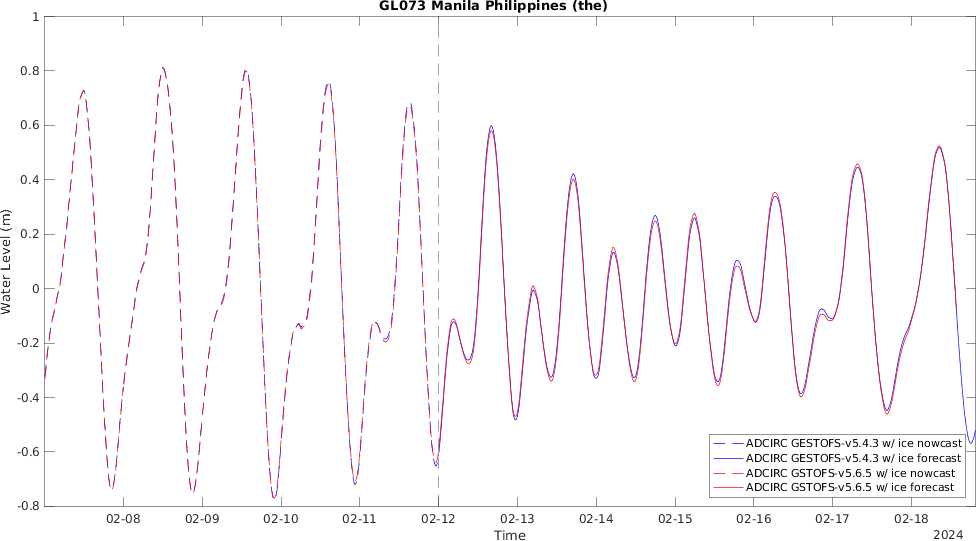 GL073 Manila Philippines (the)
1
0.8
0.6
0.4
0.2
0
-0.2
-0.4
-0.6
-0.8
Water Level (m)
02-08 02-09 02-10 02-11 02-12 02-13 02-14 02-15 02-16 02-17 02-18
Time
2024
ADCIRC GESTOFS-v5.4.3 w/ ice nowcast
ADCIRC GESTOFS-v5.4.3 w/ ice forecast
ADCIRC GSTOFS-v5.6.5 w/ ice nowcast
ADCIRC GSTOFS-v5.6.5 w/ ice forecast